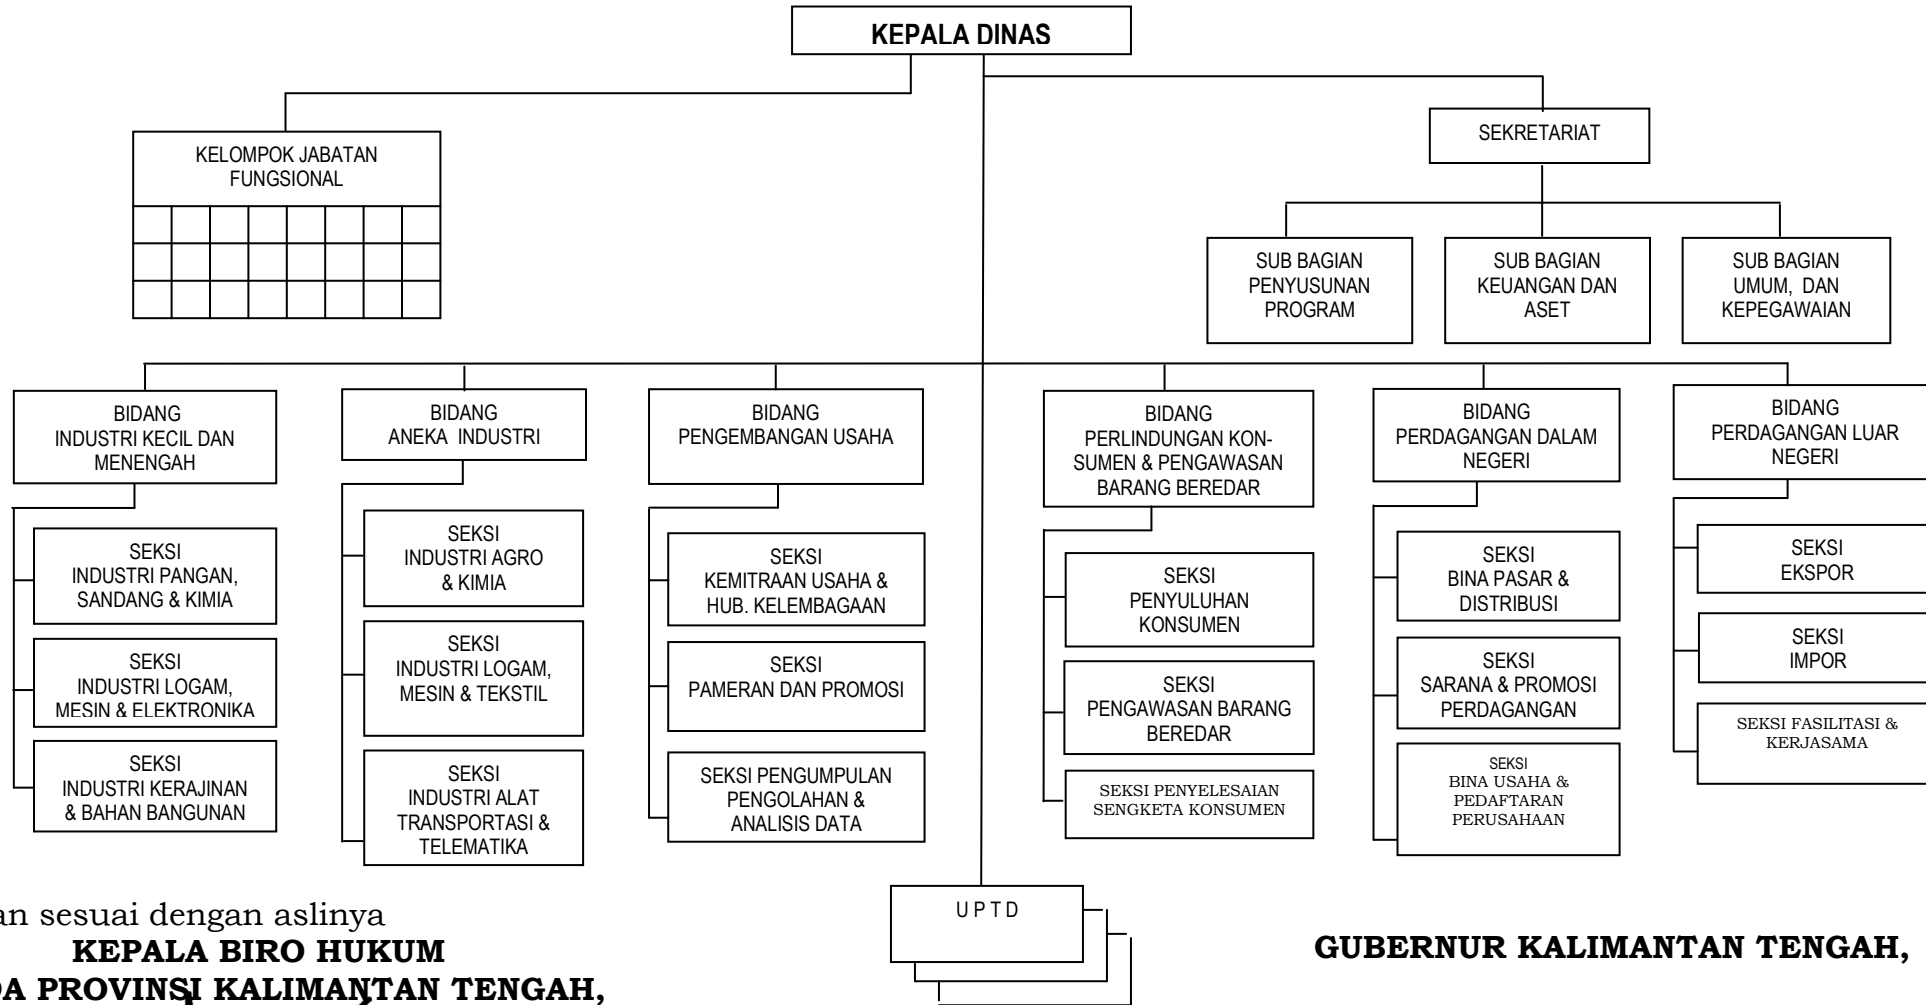 KEPALA DINAS
SEKRETARIAT
KELOMPOK JABATAN
FUNGSIONAL
SUB BAGIAN
PENYUSUNAN
PROGRAM
SUB BAGIAN
KEUANGAN DAN
ASET
SUB BAGIAN
UMUM, DAN
KEPEGAWAIAN
BIDANG
INDUSTRI KECIL DAN
MENENGAH
SEKSI
INDUSTRI PANGAN,
SANDANG & KIMIA
SEKSI
INDUSTRI LOGAM,
MESIN & ELEKTRONIKA
SEKSI
INDUSTRI KERAJINAN
& BAHAN BANGUNAN
BIDANG
ANEKA INDUSTRI
SEKSI
INDUSTRI AGRO
& KIMIA
SEKSI
INDUSTRI LOGAM,
MESIN & TEKSTIL
SEKSI
INDUSTRI ALAT
TRANSPORTASI &
TELEMATIKA
BIDANG
PENGEMBANGAN USAHA
SEKSI
KEMITRAAN USAHA &
HUB. KELEMBAGAAN
SEKSI
PAMERAN DAN PROMOSI
SEKSI PENGUMPULAN
PENGOLAHAN &
ANALISIS DATA
BIDANG
PERLINDUNGAN KON-
SUMEN & PENGAWASAN
BARANG BEREDAR
SEKSI
PENYULUHAN
KONSUMEN
SEKSI
PENGAWASAN BARANG
BEREDAR
SEKSI PENYELESAIAN
SENGKETA KONSUMEN
BIDANG
PERDAGANGAN DALAM
NEGERI
SEKSI
BINA PASAR &
DISTRIBUSI
SEKSI
SARANA & PROMOSI
PERDAGANGAN
SEKSI
BINA USAHA &
PEDAFTARAN
PERUSAHAAN
BIDANG
PERDAGANGAN LUAR
NEGERI
SEKSI
EKSPOR
SEKSI
IMPOR
SEKSI FASILITASI &
KERJASAMA
U P T D
an sesuai dengan aslinya
KEPALA BIRO HUKUM
DA PROVINSI KALIMANTAN TENGAH,
GUBERNUR KALIMANTAN TENGAH,